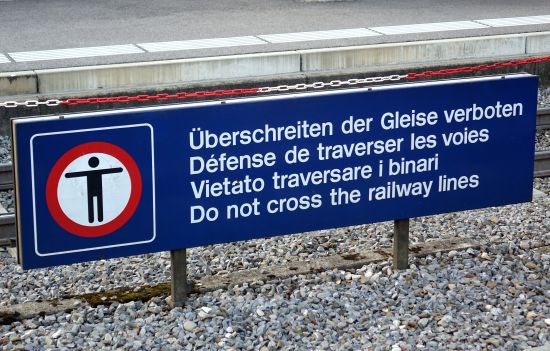 Überschreiten der Gleise verboten
Défense de traverser les voies
Vietato traversare i binari
Do not cross the railway lines